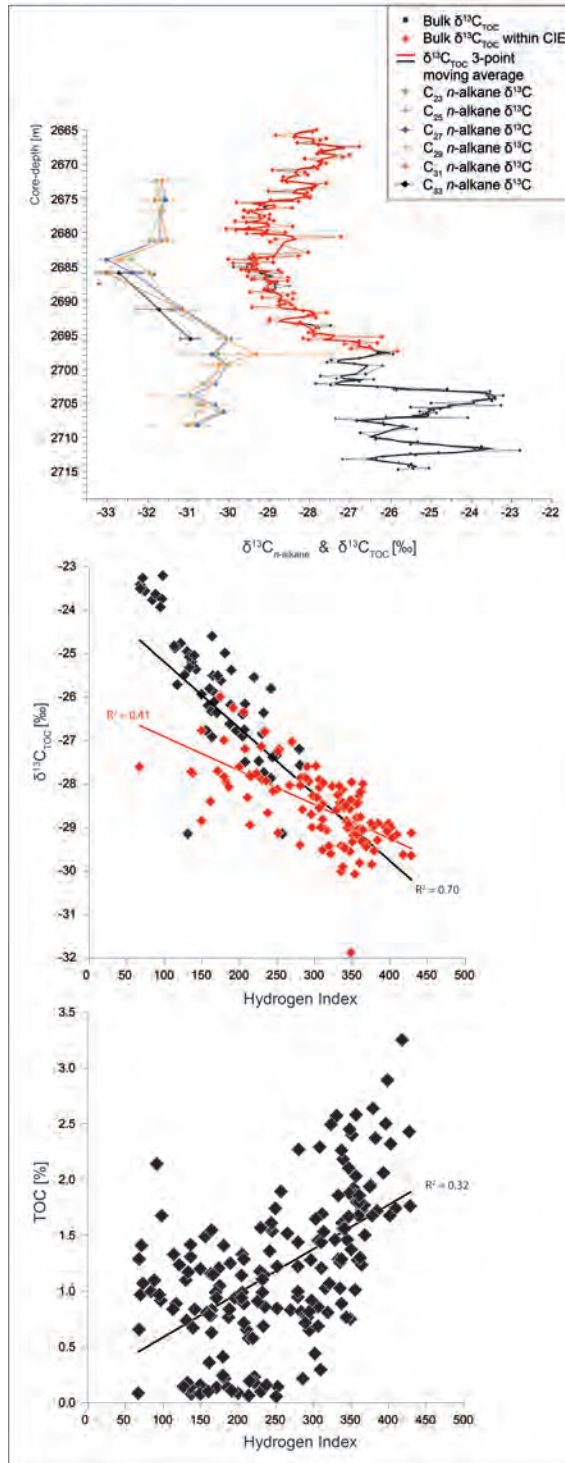 Bulk δ¹³C_TOC
Bulk δ¹³C_TOC within CIE
δ¹³C_TOC 3-point
moving average
C₂₃ n-alkane δ¹³C
C₂₅ n-alkane δ¹³C
C₂₇ n-alkane δ¹³C
C₂₉ n-alkane δ¹³C
C₃₁ n-alkane δ¹³C
C₃₃ n-alkane δ¹³C
Core-depth [m]
2665
2670
2675
2680
2685
2690
2695
2700
2705
2710
2715
-33 -32 -31 -30 -29 -28 -27 -26 -25 -24 -23 -22
δ¹³C_n-alkane & δ¹³C_TOC [‰]
-23
-24
-25
-26
-27
-28
-29
-30
-31
-32
δ¹³C_TOC [‰]
R² = 0.41
R² = 0.70
0 50 100 150 200 250 300 350 400 450 500
Hydrogen Index
3.5
3.0
2.5
2.0
1.5
1.0
0.5
0.0
TOC [%]
R² = 0.32
0 50 100 150 200 250 300 350 400 450 500
Hydrogen Index